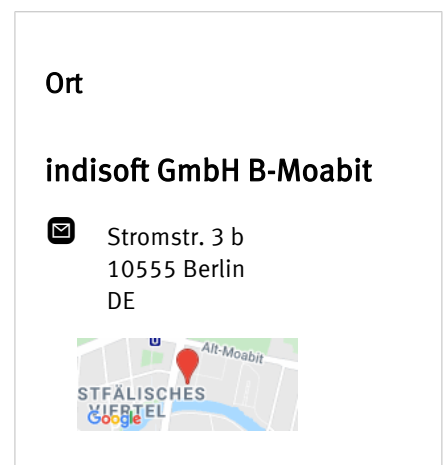 Ort
indisoft GmbH B-Moabit
Stromstr. 3 b
10555 Berlin
DE
U
Alt-Moabit
STFÄLISCHES
VIERTEL
Google